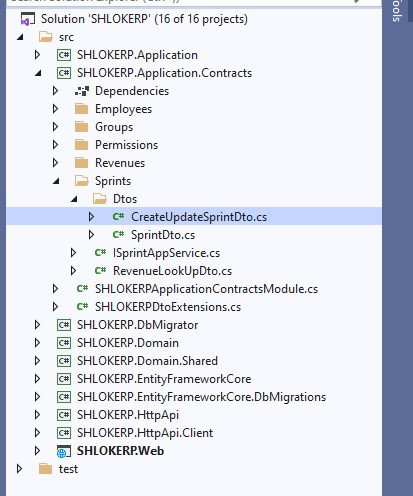 Solution 'SHLOKERP' (16 of 16 projects)
src
C# SHLOKERP.Application
C# SHLOKERP.Application.Contracts
Dependencies
Employees
Groups
Permissions
Revenues
Sprints
Dtos
C# CreateUpdateSprintDto.cs
C# SprintDto.cs
C# ISprintAppService.cs
C# RevenueLookUpDto.cs
C# SHLOKERPApplicationContractsModule.cs
C# SHLOKERPDtoExtensions.cs
C# SHLOKERP.DbMigrator
C# SHLOKERP.Domain
C# SHLOKERP.Domain.Shared
C# SHLOKERP.EntityFrameworkCore
C# SHLOKERP.EntityFrameworkCore.DbMigrations
C# SHLOKERP.HttpApi
C# SHLOKERP.HttpApi.Client
SHLOKERP.Web
test
Tools